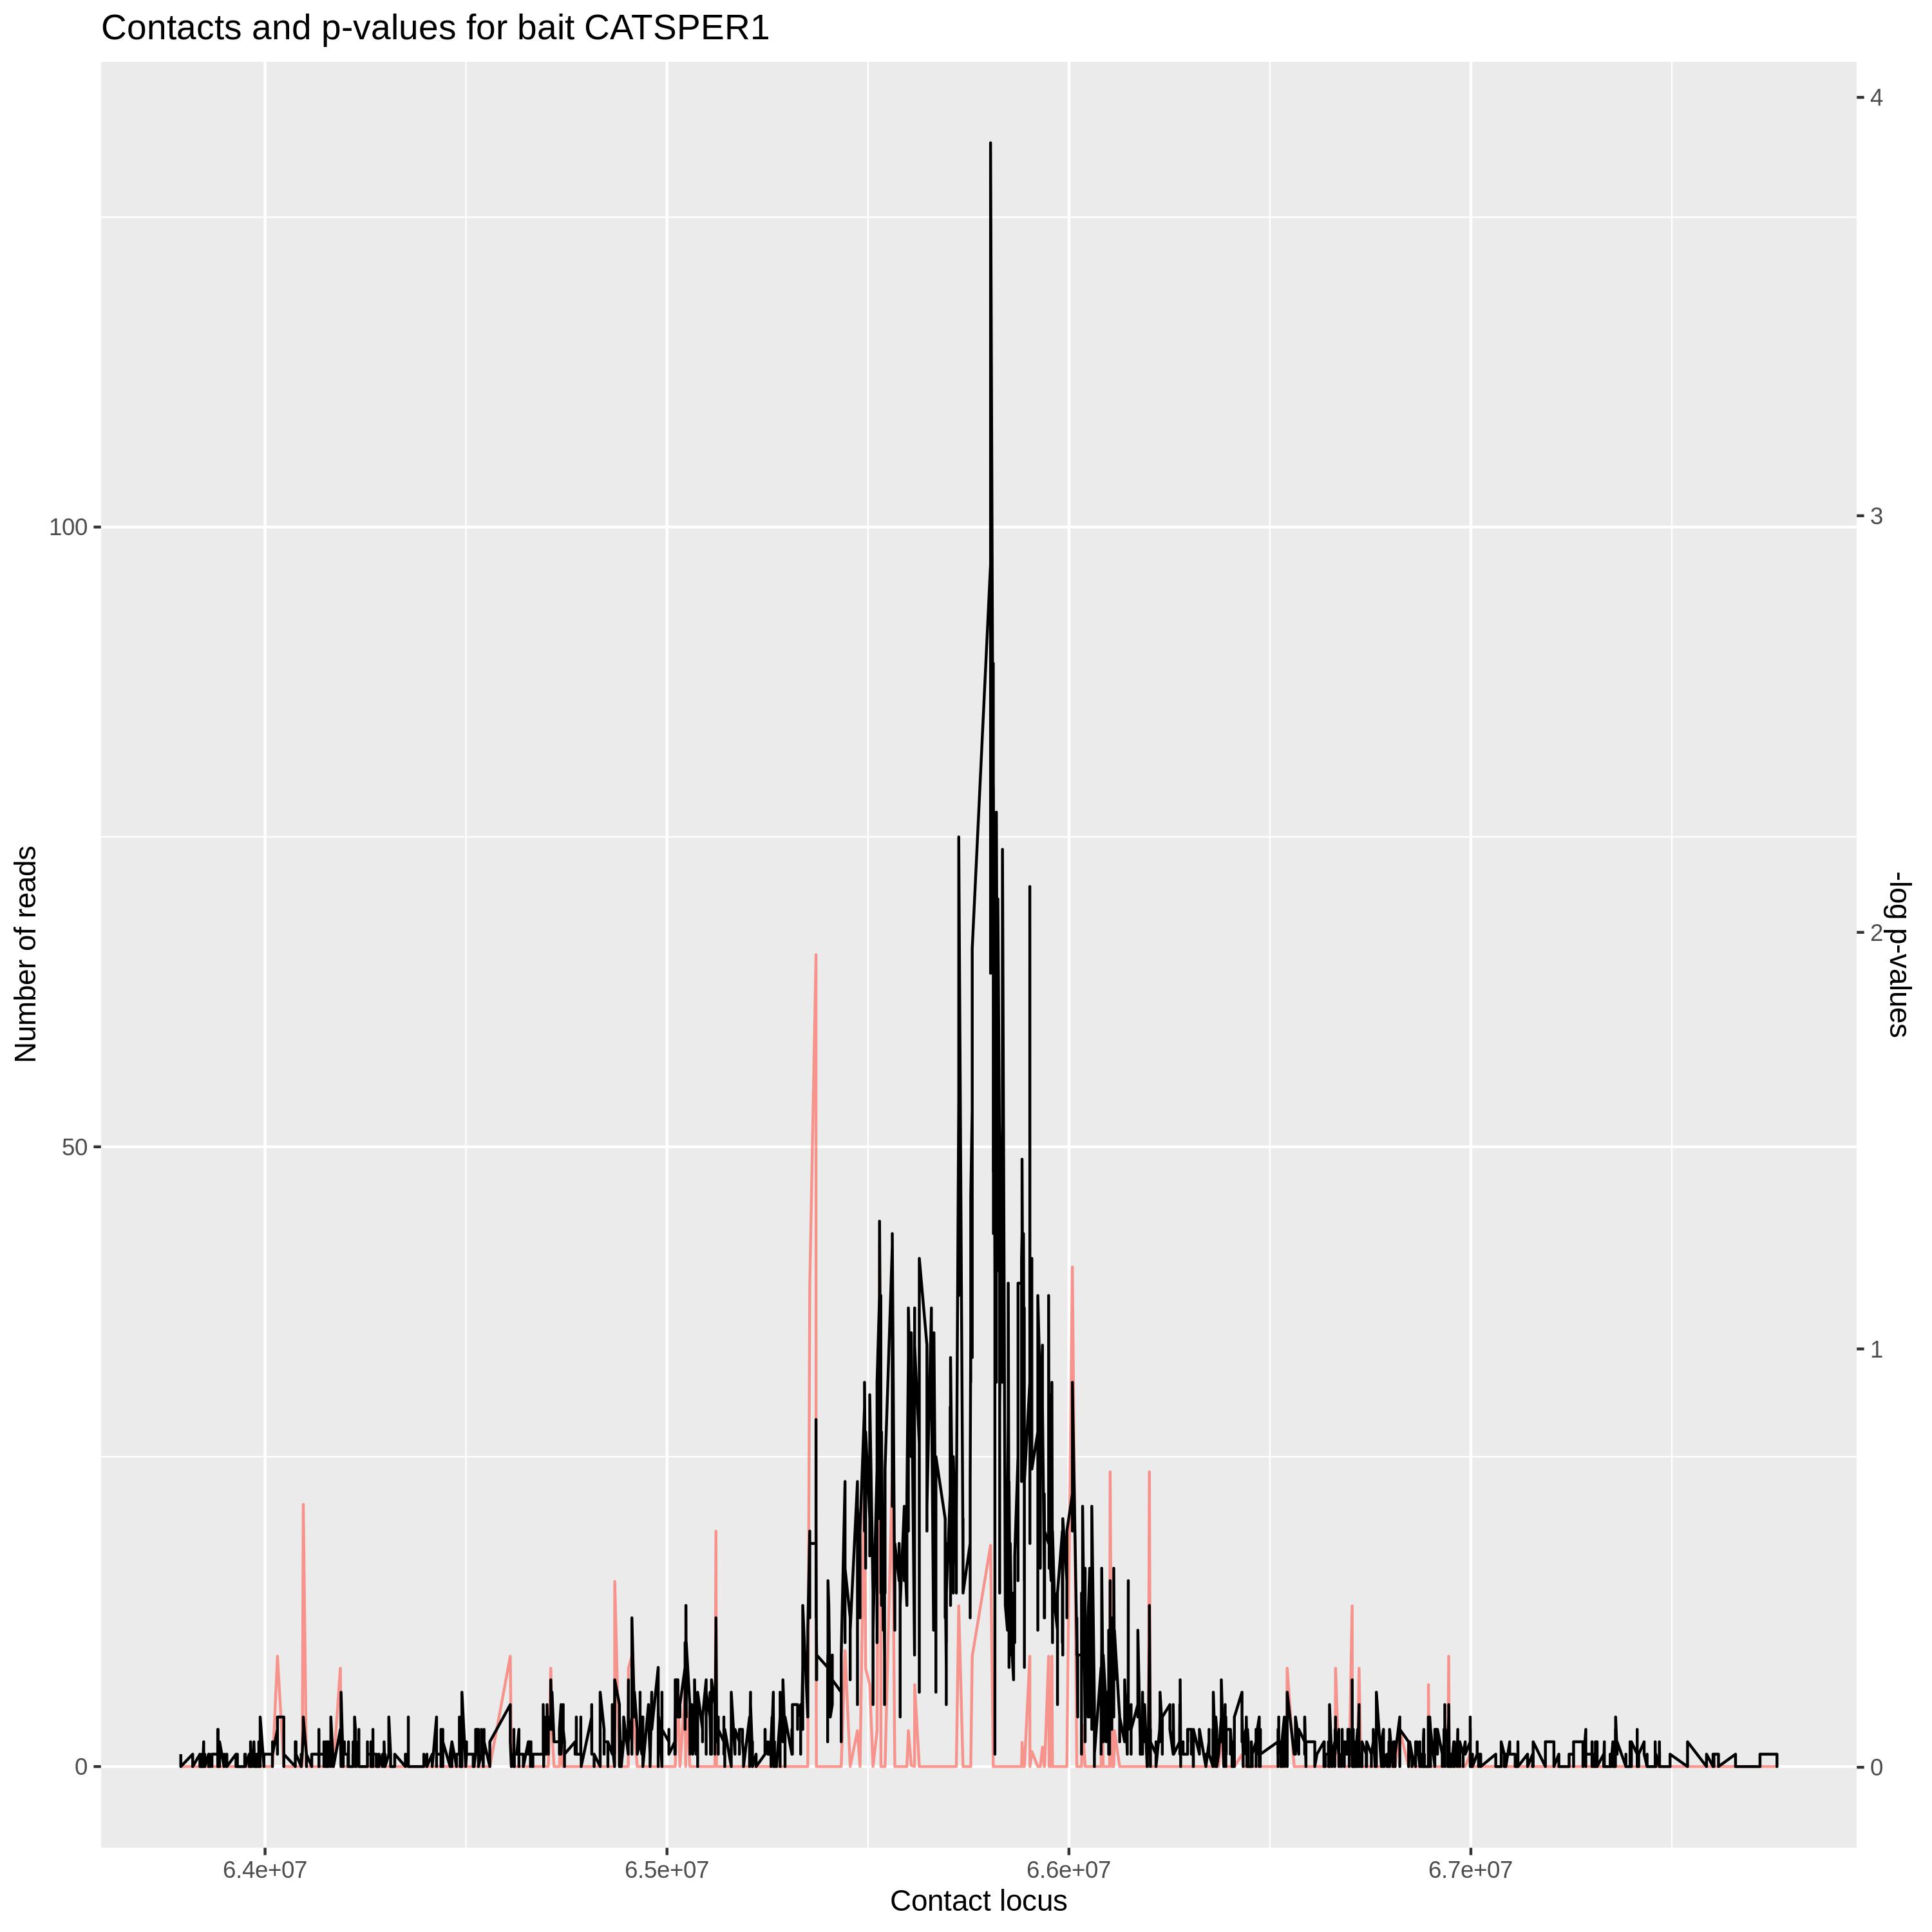 Contacts and p-values for bait CATSPER1
Number of reads
100
50
0
4
3
2
1
0
-log p-values
6.4e+07
6.5e+07
6.6e+07
6.7e+07
Contact locus